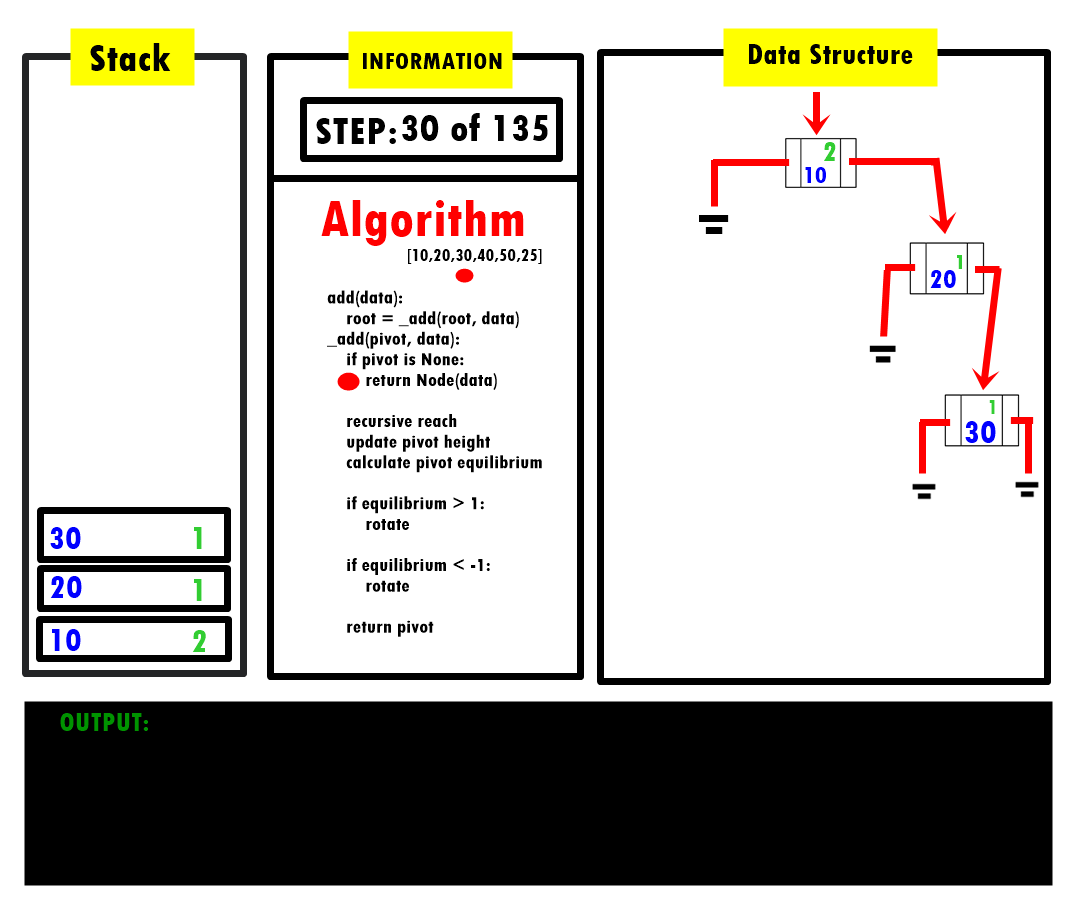 Stack
30 1
20 1
10 2
INFORMATION
STEP:30 of 135
Algorithm
[10,20,30,40,50,25]
add(data):
root = _add(root, data)
_add(pivot, data):
if pivot is None:
return Node(data)
recursive reach
update pivot height
calculate pivot equilibrium
if equilibrium > 1:
rotate
if equilibrium < -1:
rotate
return pivot
Data Structure
2
10
1
20
1
30
OUTPUT: